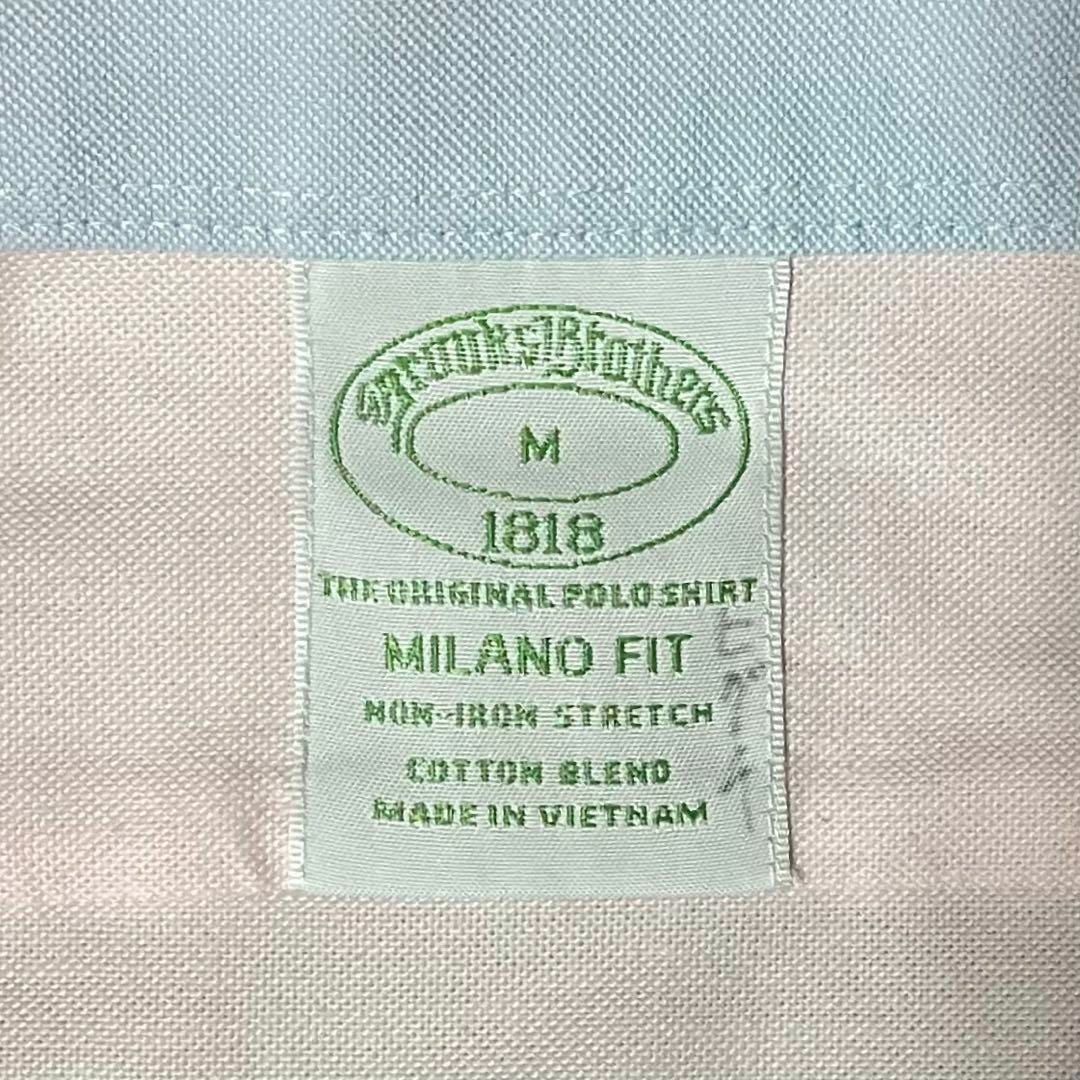 Brooks Brothers
M
1818
THE ORIGINAL POLO SHIRT
MILANO FIT
NON-IRON STRETCH
COTTON BLEND
MADE IN VIETNAM